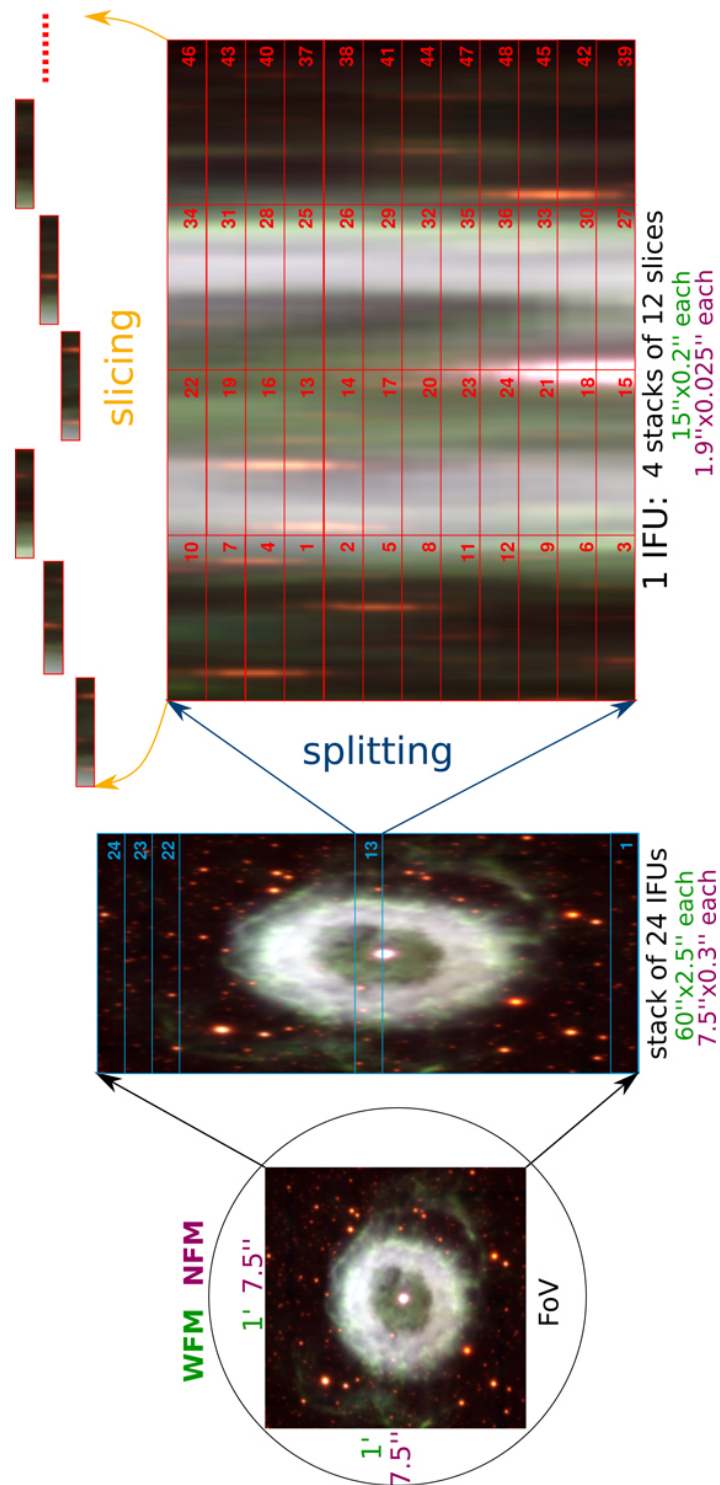 WFM NFM
1' 7.5''
1'
7.5''
FoV
24
23
22
13
1
stack of 24 IFUs
60''x2.5'' each
7.5''x0.3'' each
splitting
slicing
10 22 34 46
7 19 31 43
4 16 28 40
1 13 25 37
2 14 26 38
5 17 29 41
8 20 32 44
11 23 35 47
12 24 36 48
9 21 33 45
6 18 30 42
3 15 27 39
1 IFU: 4 stacks of 12 slices
15''x0.2'' each
1.9''x0.025'' each